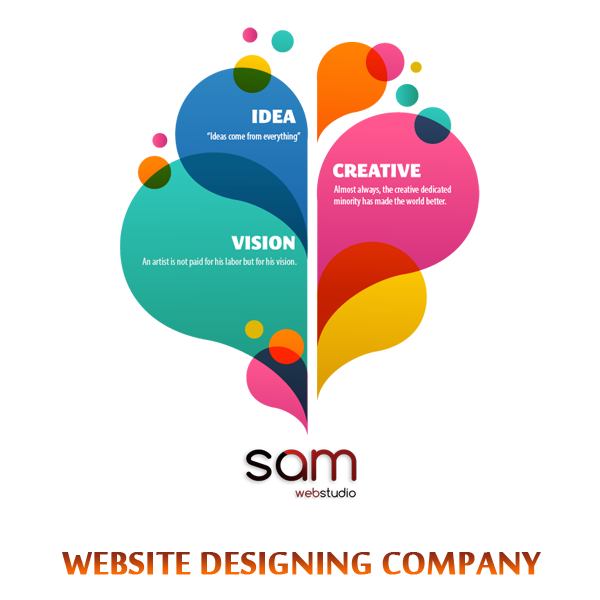 IDEA
“Ideas come from everything”
CREATIVE
Almost always, the creative dedicated
minority has made the world better.
VISION
An artist is not paid for his labor but for his vision.
sam
webstudio
WEBSITE DESIGNING COMPANY